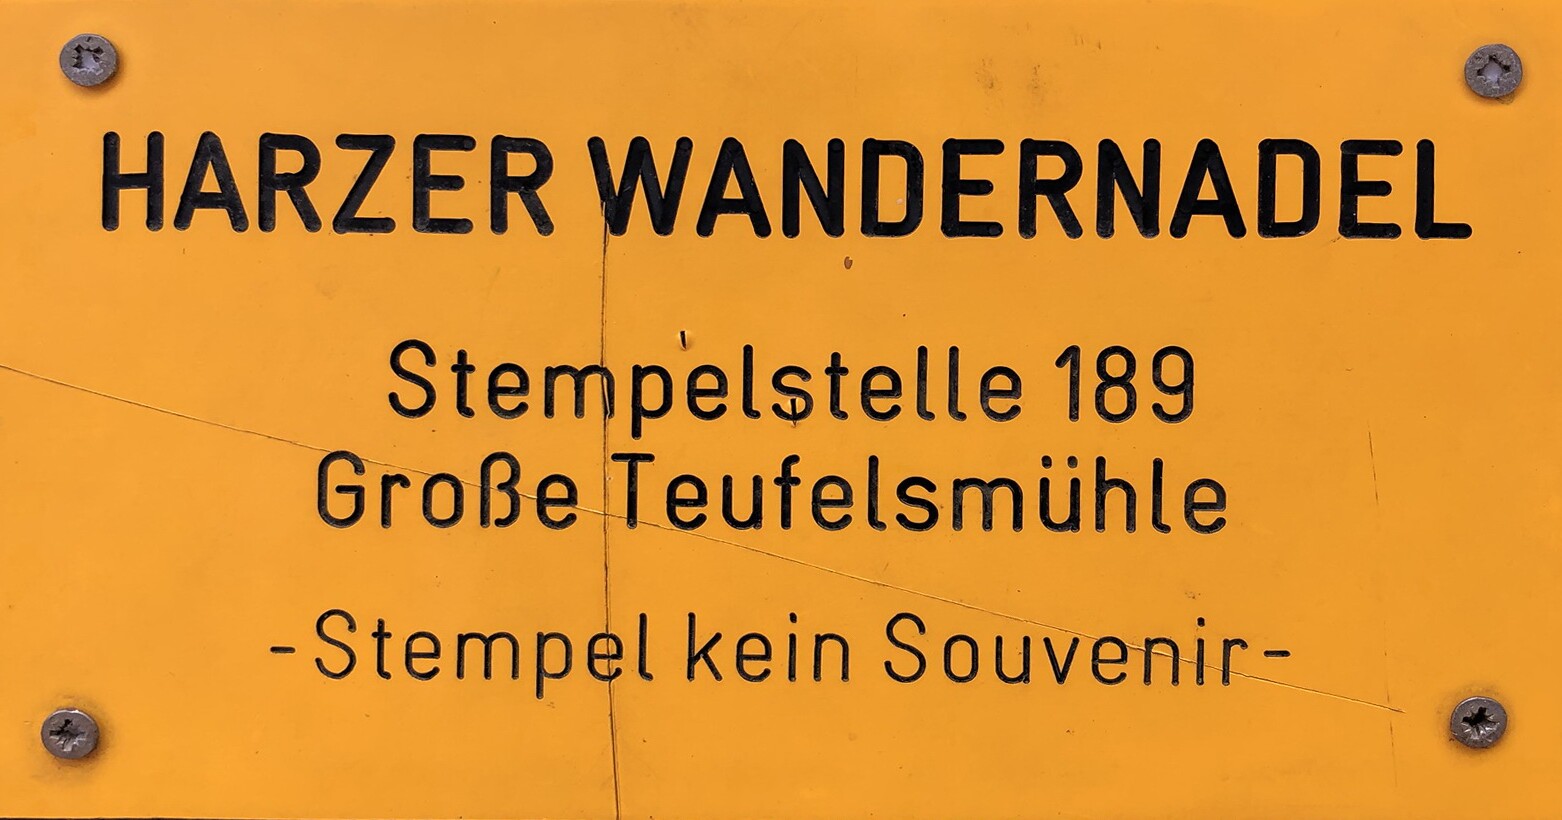 HARZER WANDERNADEL
Stempelstelle 189
Große Teufelsmühle
-Stempel kein Souvenir-